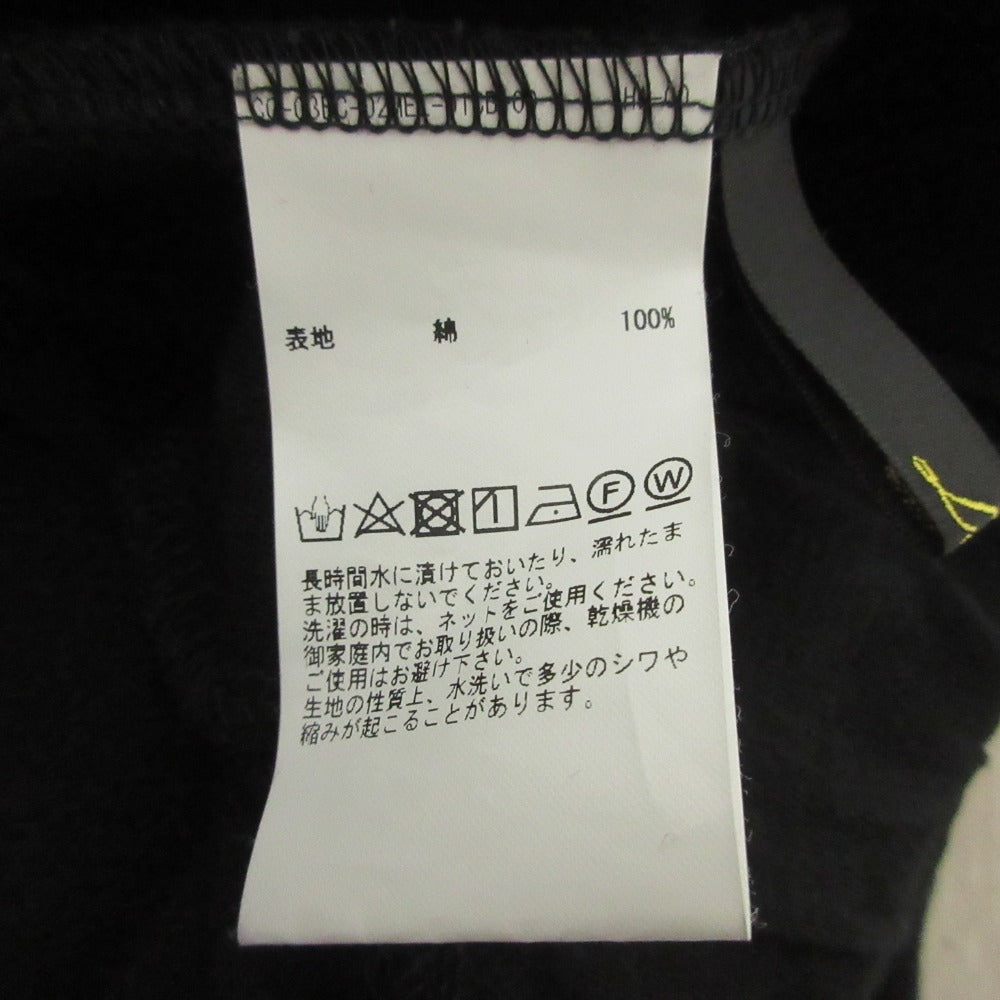 表地 綿 100%
F W
長時間水に漬けておいたり、濡れたま
ま放置しないでください。
洗濯の時は、ネットをご使用ください。
御家庭内でお取り扱いの際、乾燥機の
ご使用はお避け下さい。
生地の性質上、水洗いで多少のシワや
縮みが起こることがあります。